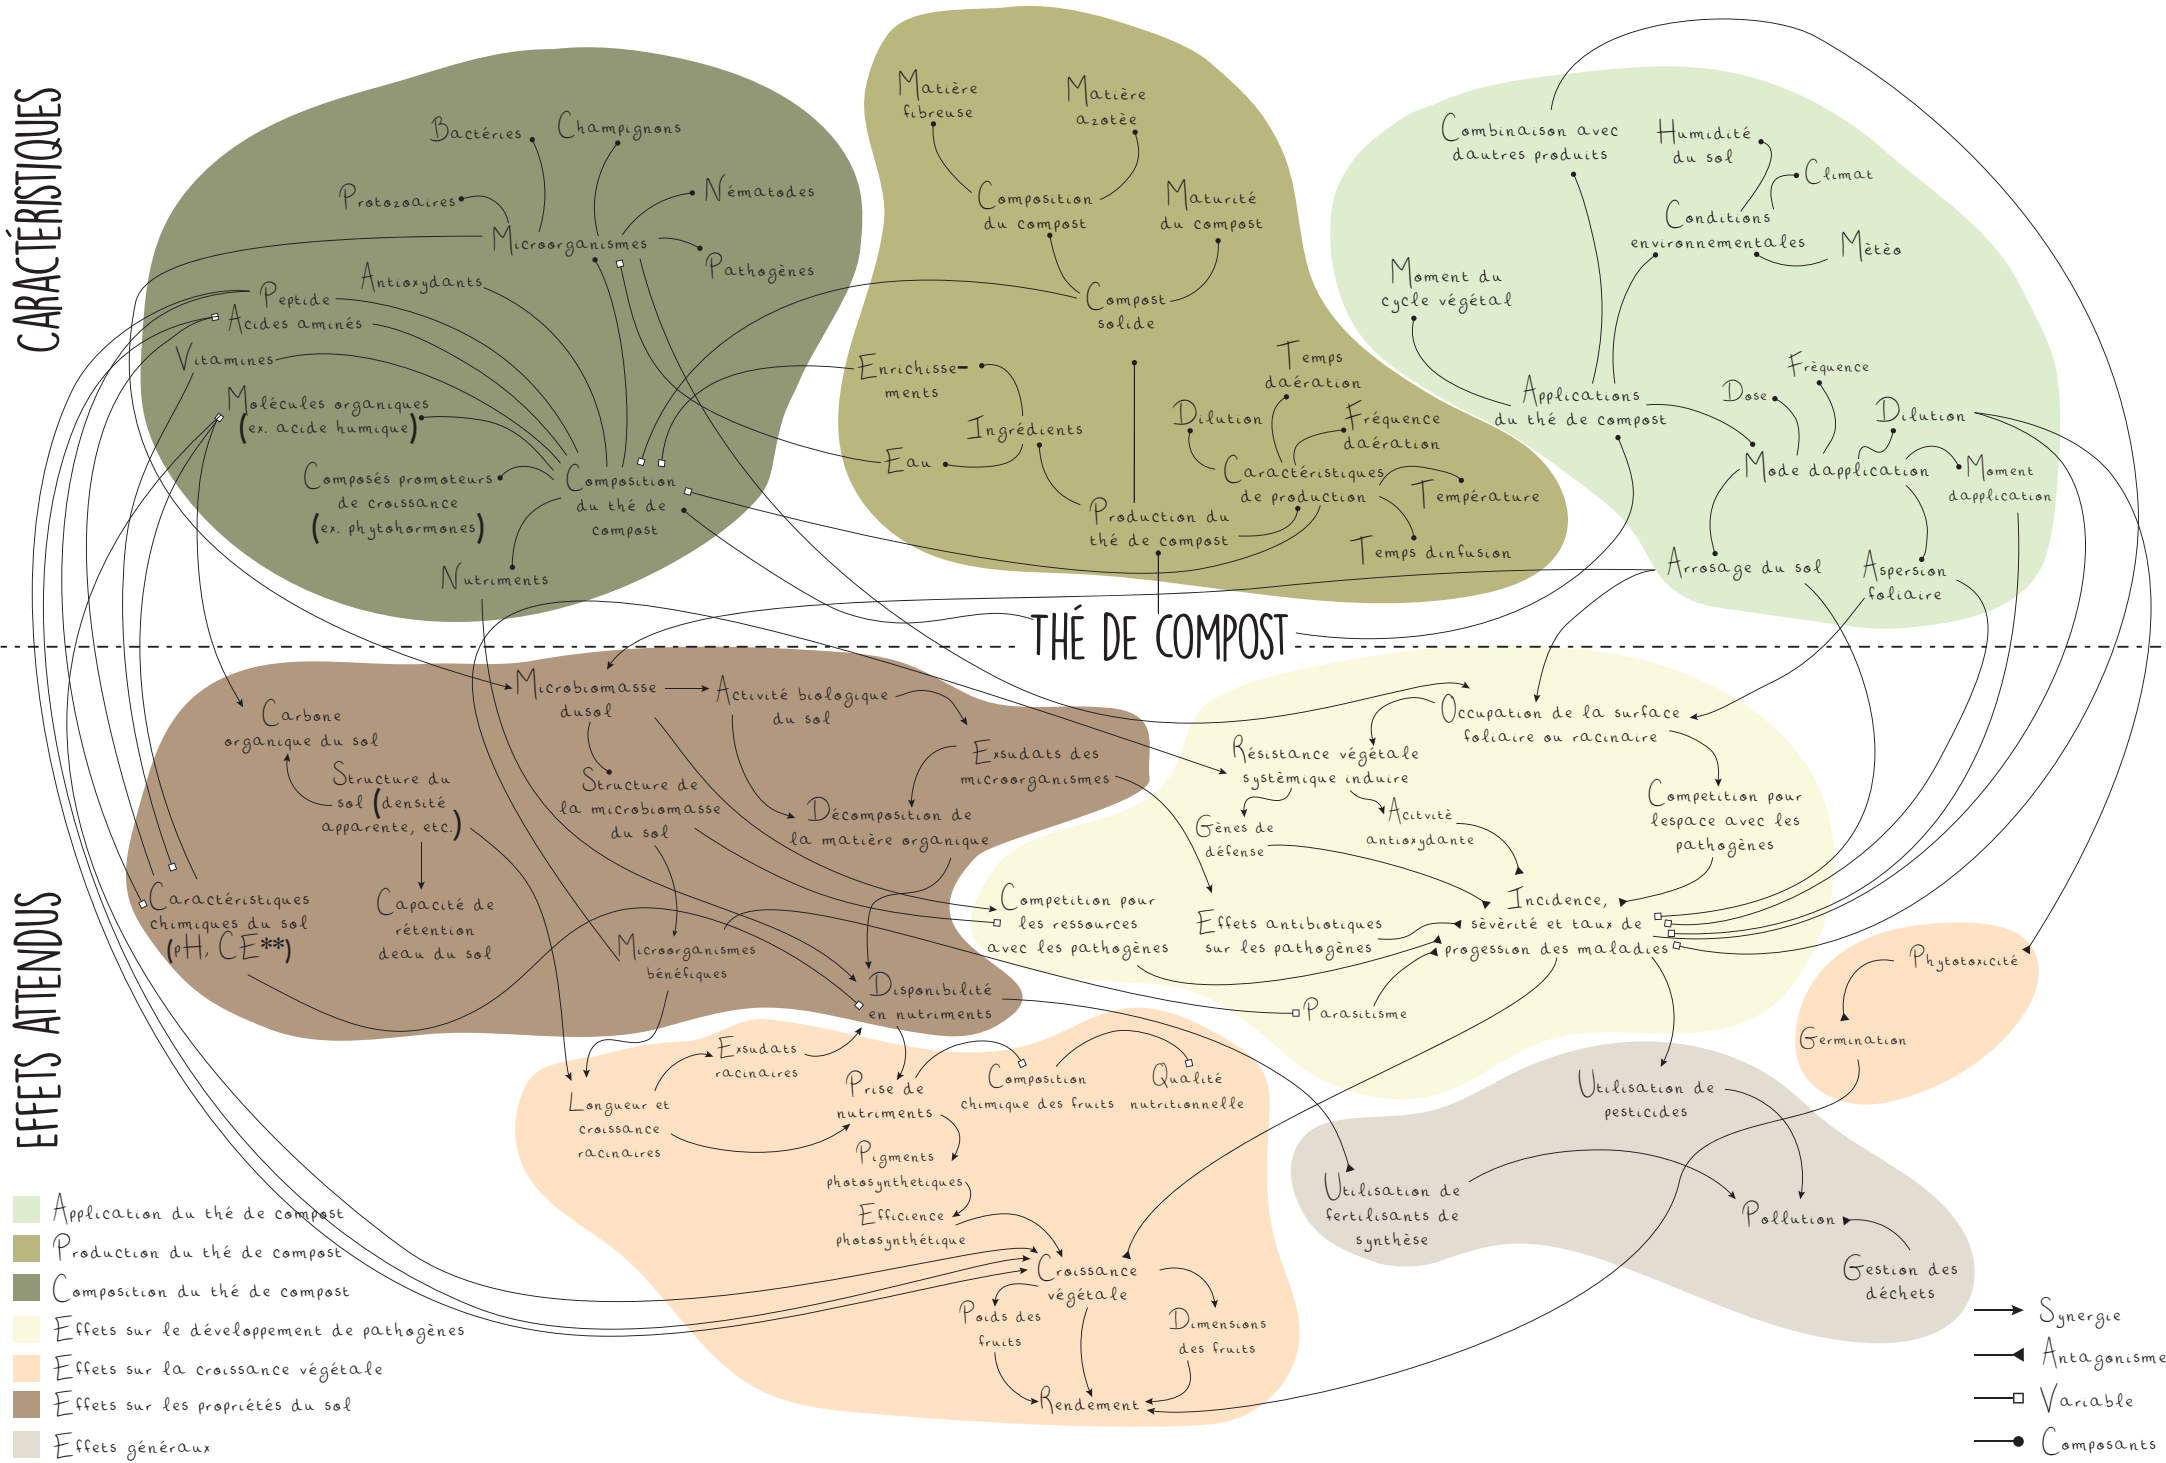 CARACTÉRISTIQUES
Bactéries
Champignons
Protozoaires
Nématodes
Microorganismes
Pathogènes
Antioxydants
Peptide
Acides aminés
Vitamines
Molécules organiques
(ex. acide humique)
Composés promoteurs
de croissance
(ex. phytohormones)
Composition
du thé de
compost
Nutriments
Matière
fibreuse
Matière
azotèe
Composition
du compost
Maturité
du compost
Compost
solide
Enrichisse-
ments
Ingrédients
Eau
Temps
daération
Dilution
Fréquence
daération
Caractéristiques
de production
Température
Temps dinfusion
Production du
thé de compost
Combinaison avec
dautres produits
Humidité
du sol
Climat
Conditions
environnementales
Mètèo
Moment du
cycle végétal
Applications
du thé de compost
Dose
Frèquence
Dilution
Mode dapplication
Moment
dapplication
Arrosage du sol
Aspersion
foliaire
THÉ DE COMPOST
EFFETS ATTENDUS
Microbiomasse
dusol
Activité biologique
du sol
Carbone
organique du sol
Structure du
sol (densité
apparente, etc.)
Structure de
la microbiomasse
du sol
Exsudats des
microorganismes
Décomposition de
la matière organique
Caractéristiques
chimiques du sol
(pH, CE**)
Capacité de
rétention
deau du sol
Microorganismes
bénéfiques
Disponibilité
en nutriments
Occupation de la surface
foliaire ou racinaire
Résistance végétale
systèmique induire
Gènes de
défense
Acitvitè
antioxydante
Competition pour
lespace avec les
pathogènes
Competition pour
les ressources
avec les pathogènes
Effets antibiotiques
sur les pathogènes
Incidence,
sèvèrité et taux de
progession des maladies
Parasitisme
Phytotoxicité
Germination
Exsudats
racinaires
Longueur et
croissance
racinaires
Prise de
nutriments
Composition
chimique des fruits
Qualité
nutritionnelle
Pigments
photosynthetiques
Efficience
photosynthétique
Croissance
végétale
Poids des
fruits
Dimensions
des fruits
Rendement
Utilisation de
pesticides
Utilisation de
fertilisants de
synthèse
Pollution
Gestion des
déchets
Application du thé de compost
Production du thé de compost
Composition du thé de compost
Effets sur le développement de pathogènes
Effets sur la croissance végétale
Effets sur les propriétés du sol
Effets généraux
Synergie
Antagonisme
Variable
Composants